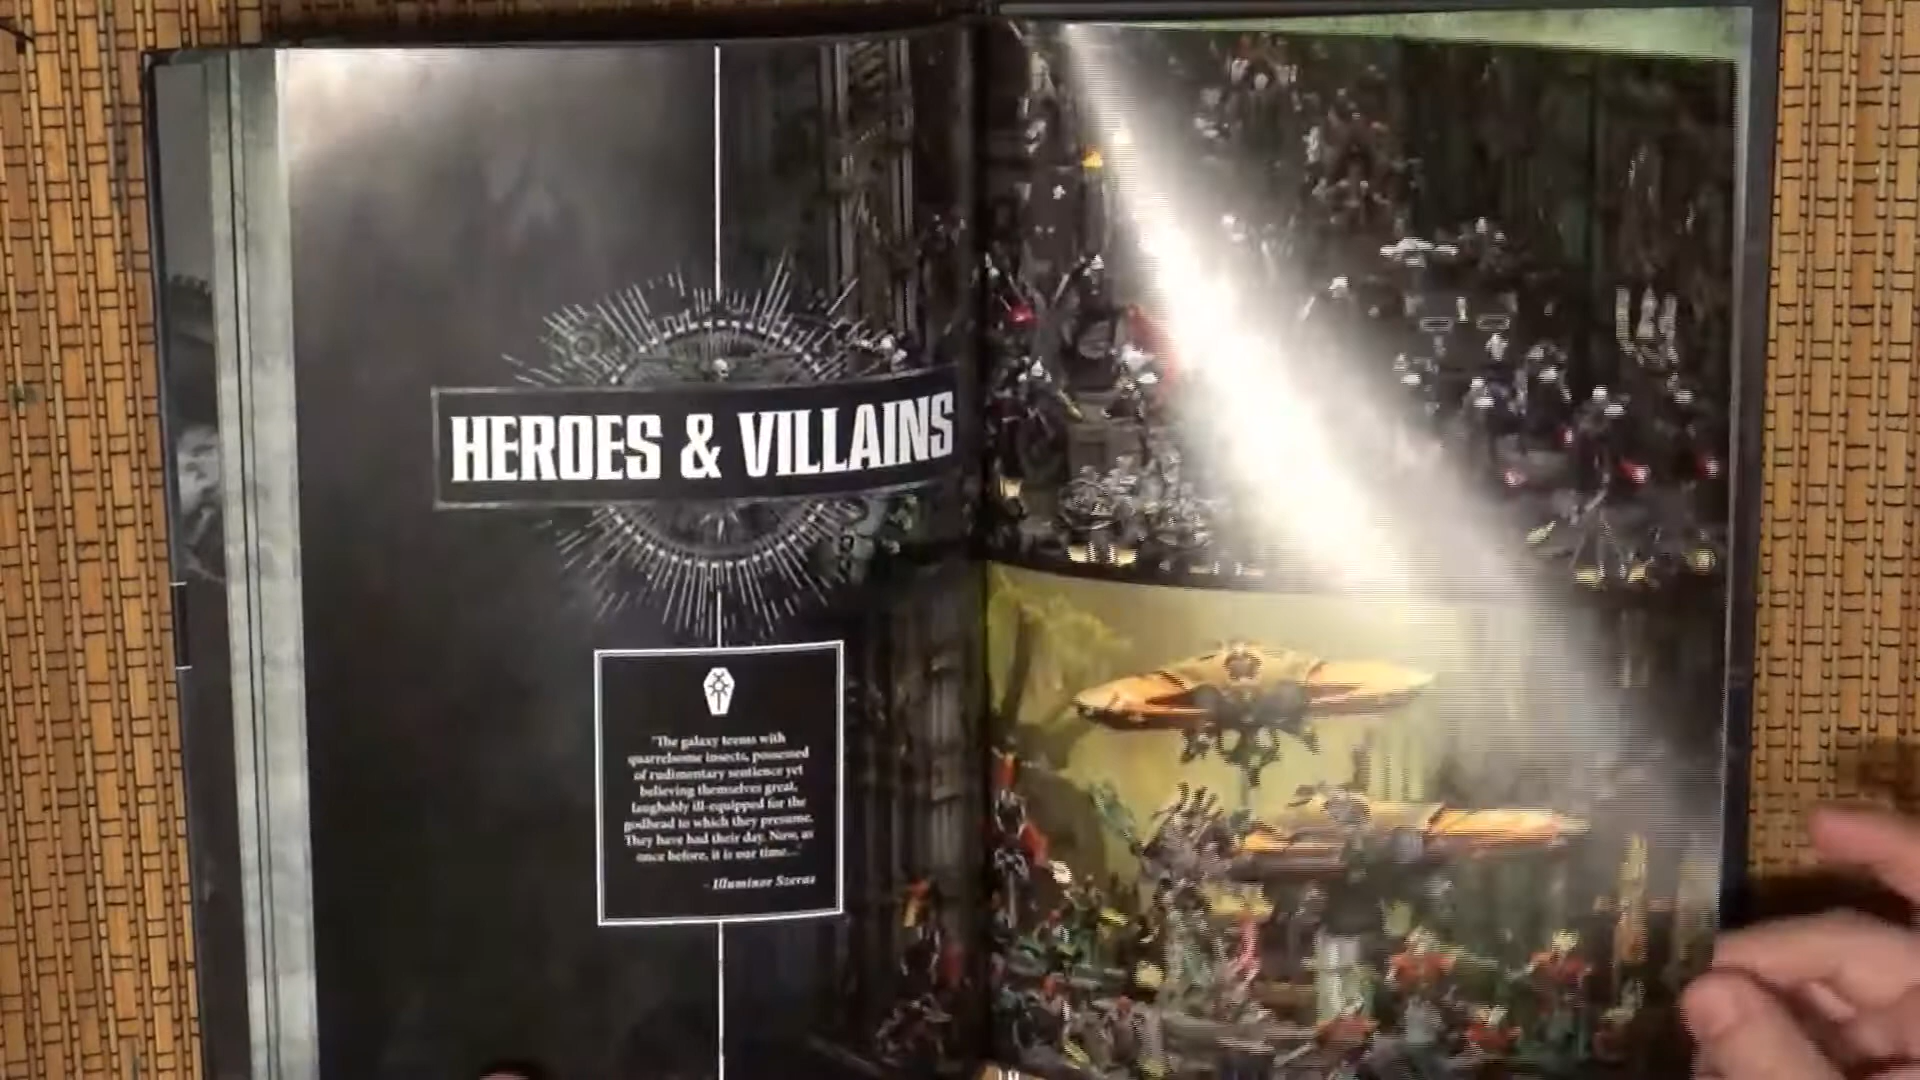 HEROES & VILLAINS
"The galaxy teems with
quarrelsome insects, possessed
of rudimentary sentience yet
believing themselves great,
laughably ill-equipped for the
godhead to which they presume.
They have had their day. Now, as
once before, it is our time..."
- Illuminor Szeras